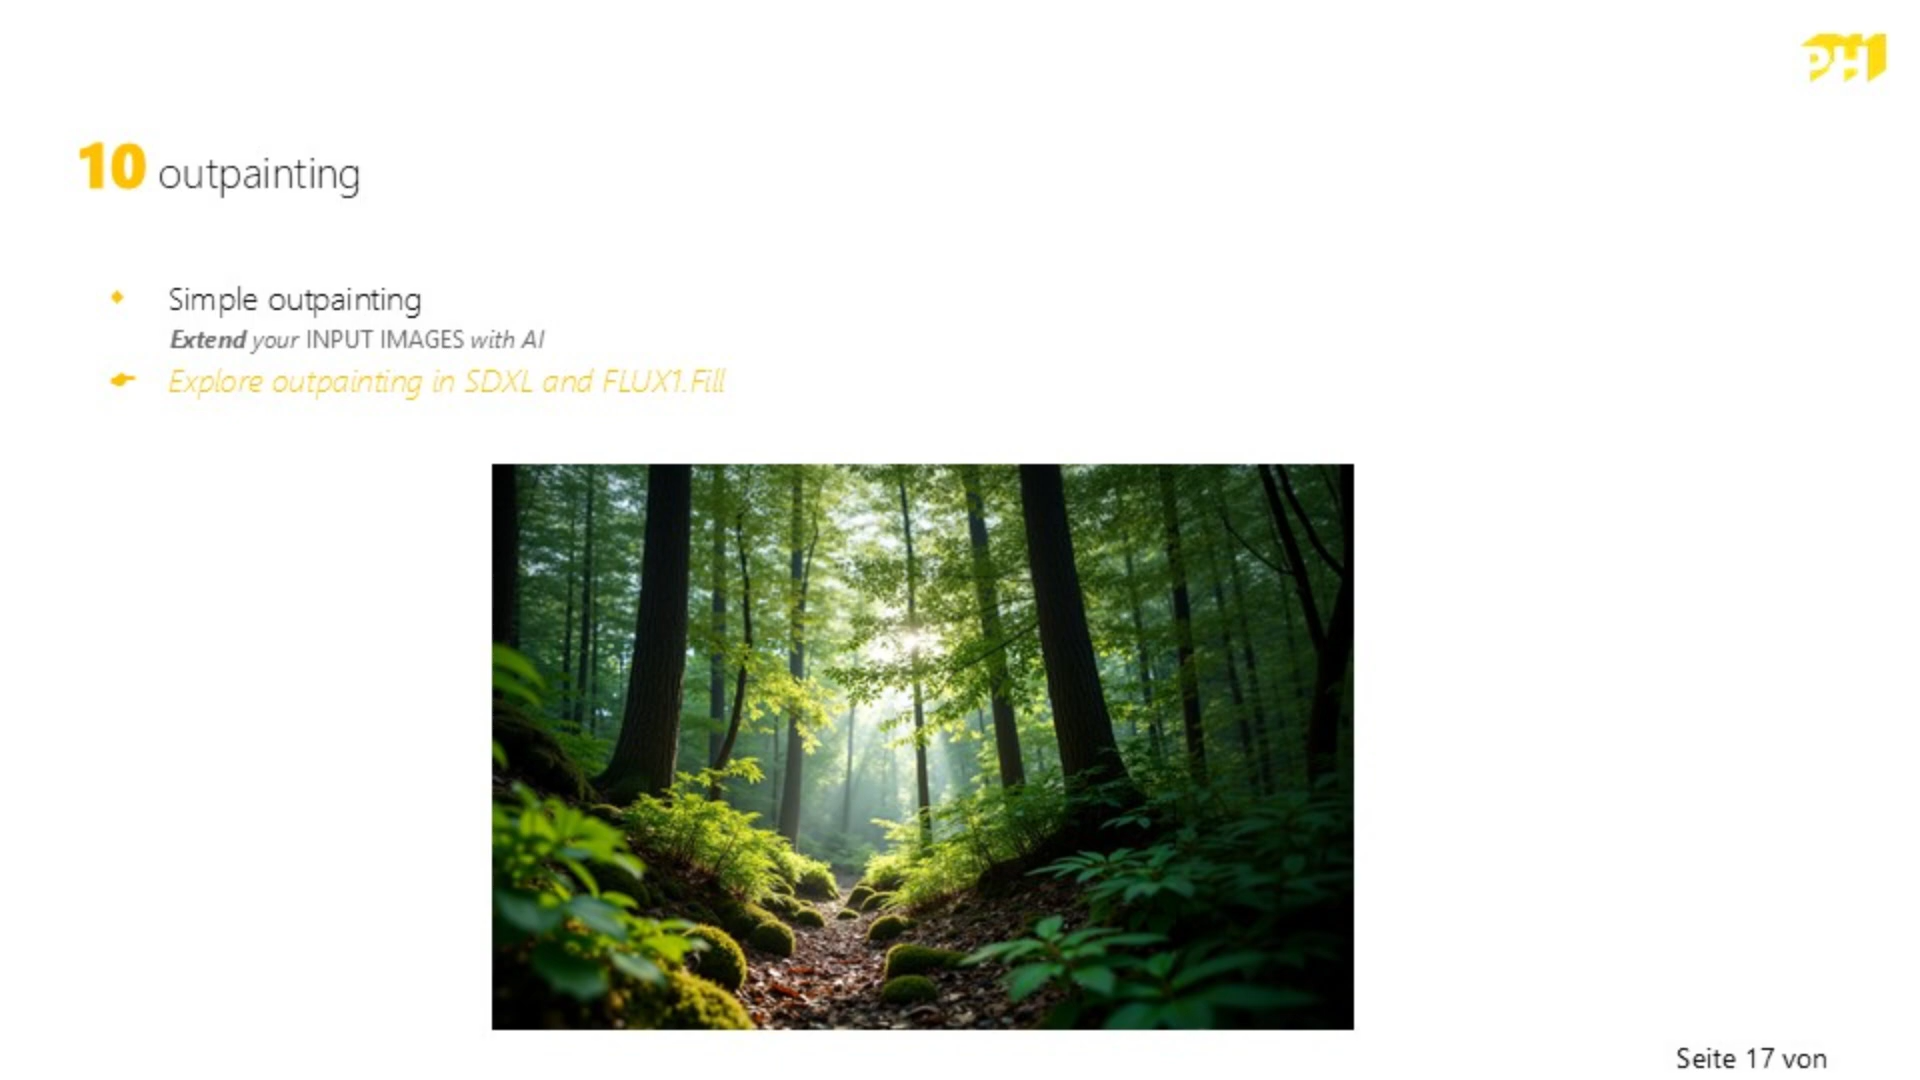 PH1
10 outpainting
Simple outpainting
Extend your INPUT IMAGES with AI
Explore outpainting in SDXL and FLUX1.Fill
Seite 17 von